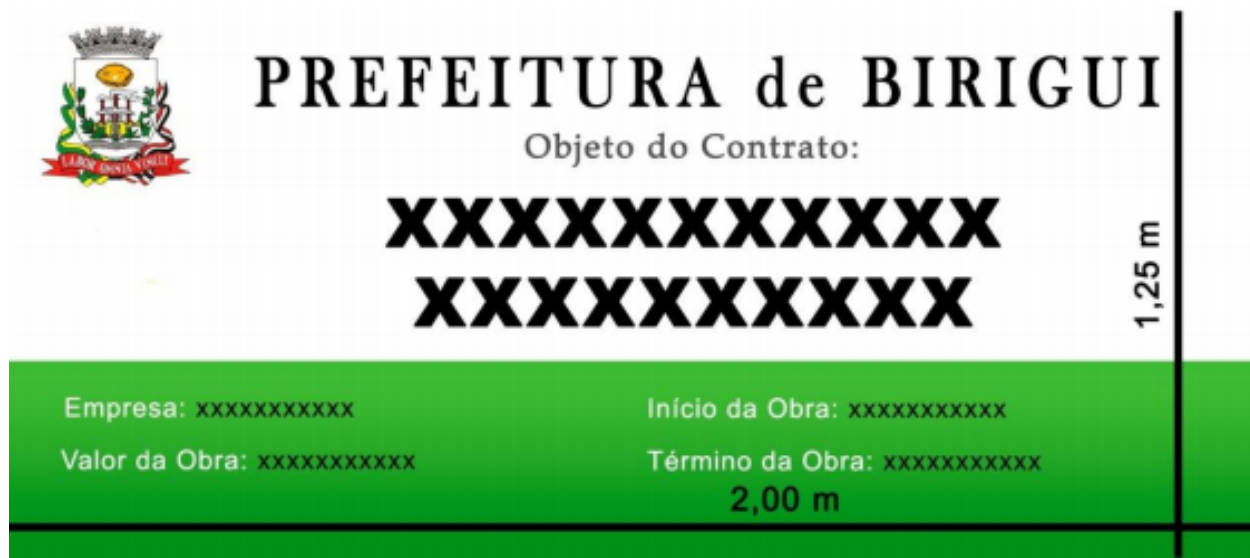 PREFEITURA de BIRIGUI
Objeto do Contrato:
XXXXXXXXXXX
XXXXXXXXXX
1,25 m
Empresa: xxxxxxxxxxx
Início da Obra: xxxxxxxxxxx
Valor da Obra: xxxxxxxxxxx
Término da Obra: xxxxxxxxxxx
2,00 m